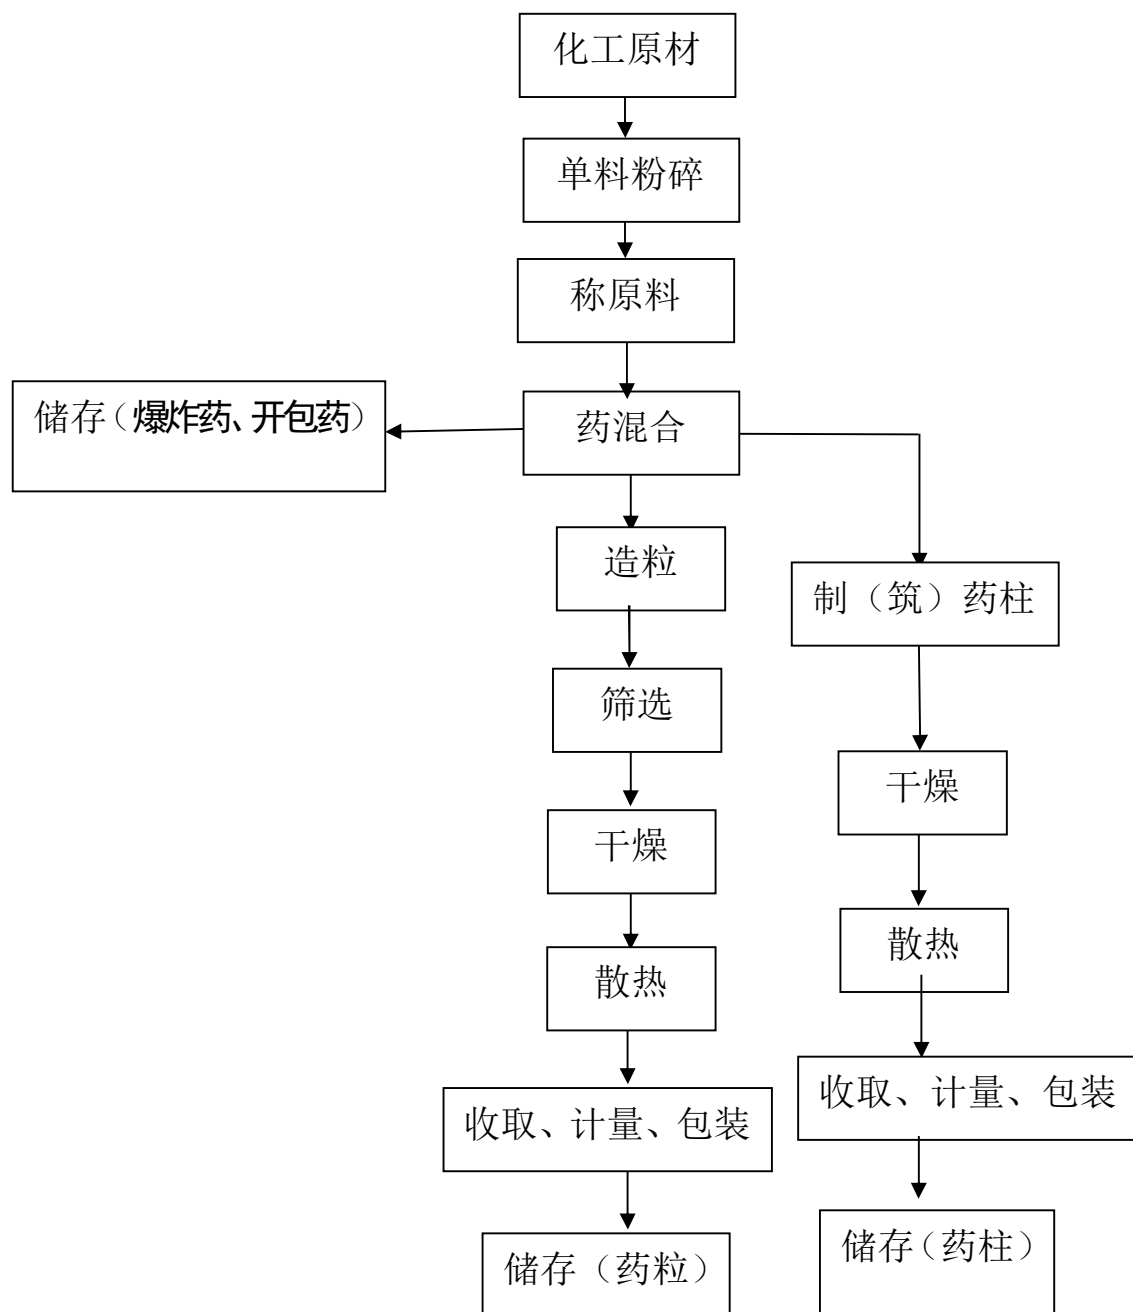 化工原材
单料粉碎
称原料
储存（爆炸药、开包药）
药混合
造粒
制（筑）药柱
筛选
干燥
干燥
散热
散热
收取、计量、包装
收取、计量、包装
储存（药粒）
储存（药柱）